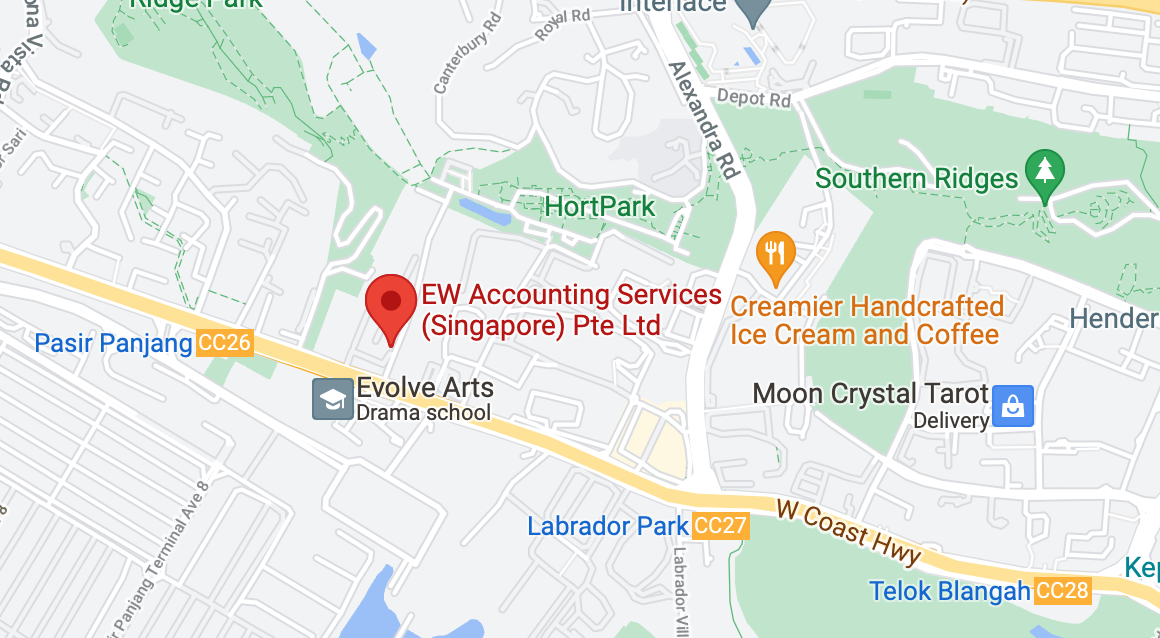 Ridge Park
Interlace
Royal Rd
Canterbury Rd
Alexandra Rd
Depot Rd
Southern Ridges
HortPark
EW Accounting Services
(Singapore) Pte Ltd
Creamier Handcrafted
Ice Cream and Coffee
Hender
Pasir Panjang CC26
Evolve Arts
Drama school
Moon Crystal Tarot
Delivery
Labrador Park CC27
W Coast Hwy
Panjang Terminal Ave 8
Labrador Vill
Telok Blangah CC28
Kep